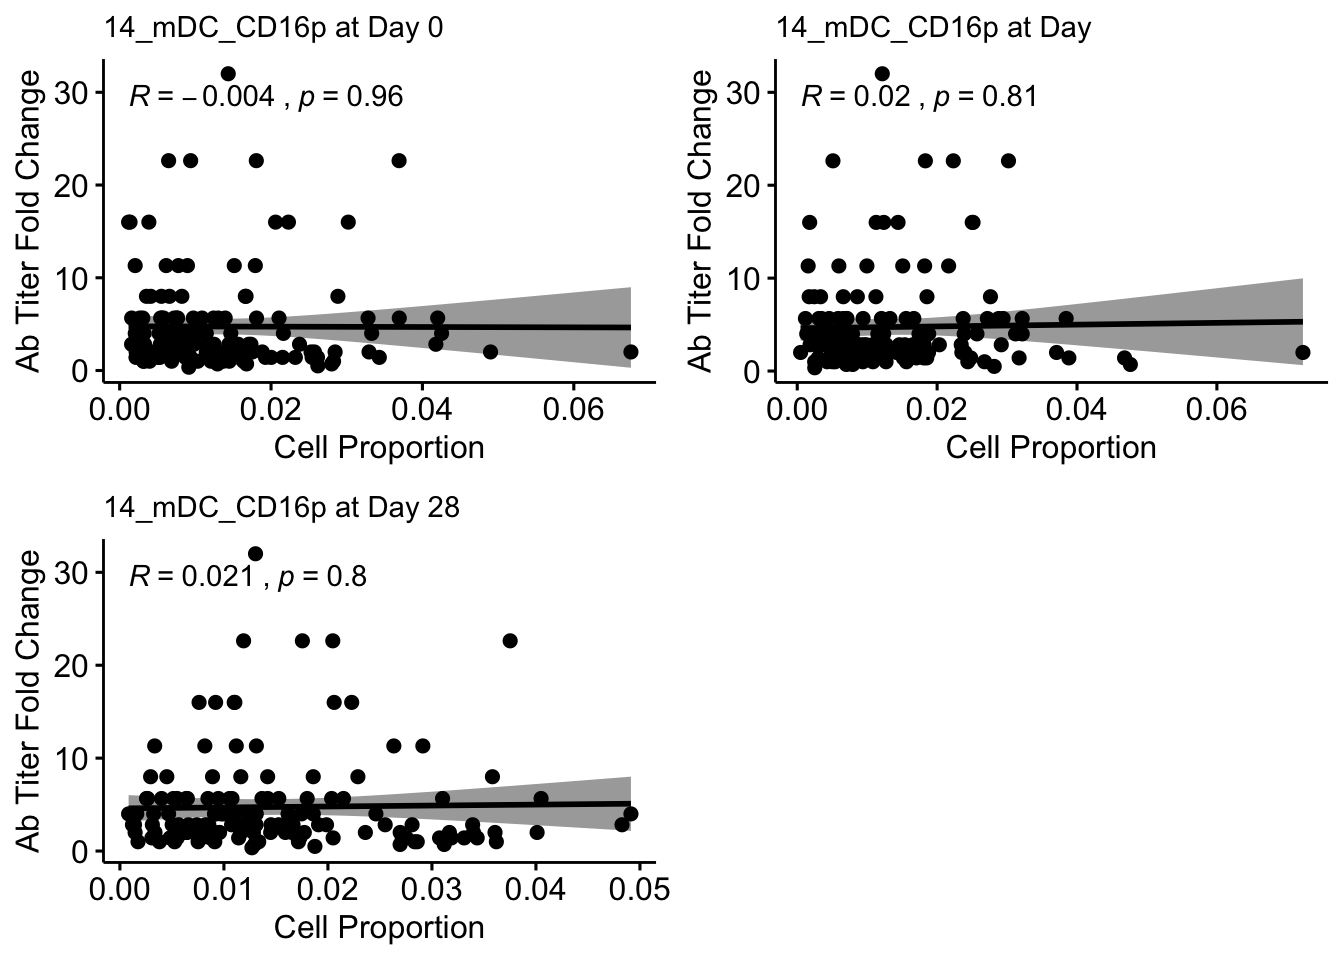 14_mDC_CD16p at Day 0
R = −0.004 , p = 0.96
Ab Titer Fold Change
30
20
10
0
0.00 0.02 0.04 0.06
Cell Proportion
14_mDC_CD16p at Day
R = 0.02 , p = 0.81
Ab Titer Fold Change
30
20
10
0
0.00 0.02 0.04 0.06
Cell Proportion
14_mDC_CD16p at Day 28
R = 0.021 , p = 0.8
Ab Titer Fold Change
30
20
10
0
0.00 0.01 0.02 0.03 0.04 0.05
Cell Proportion